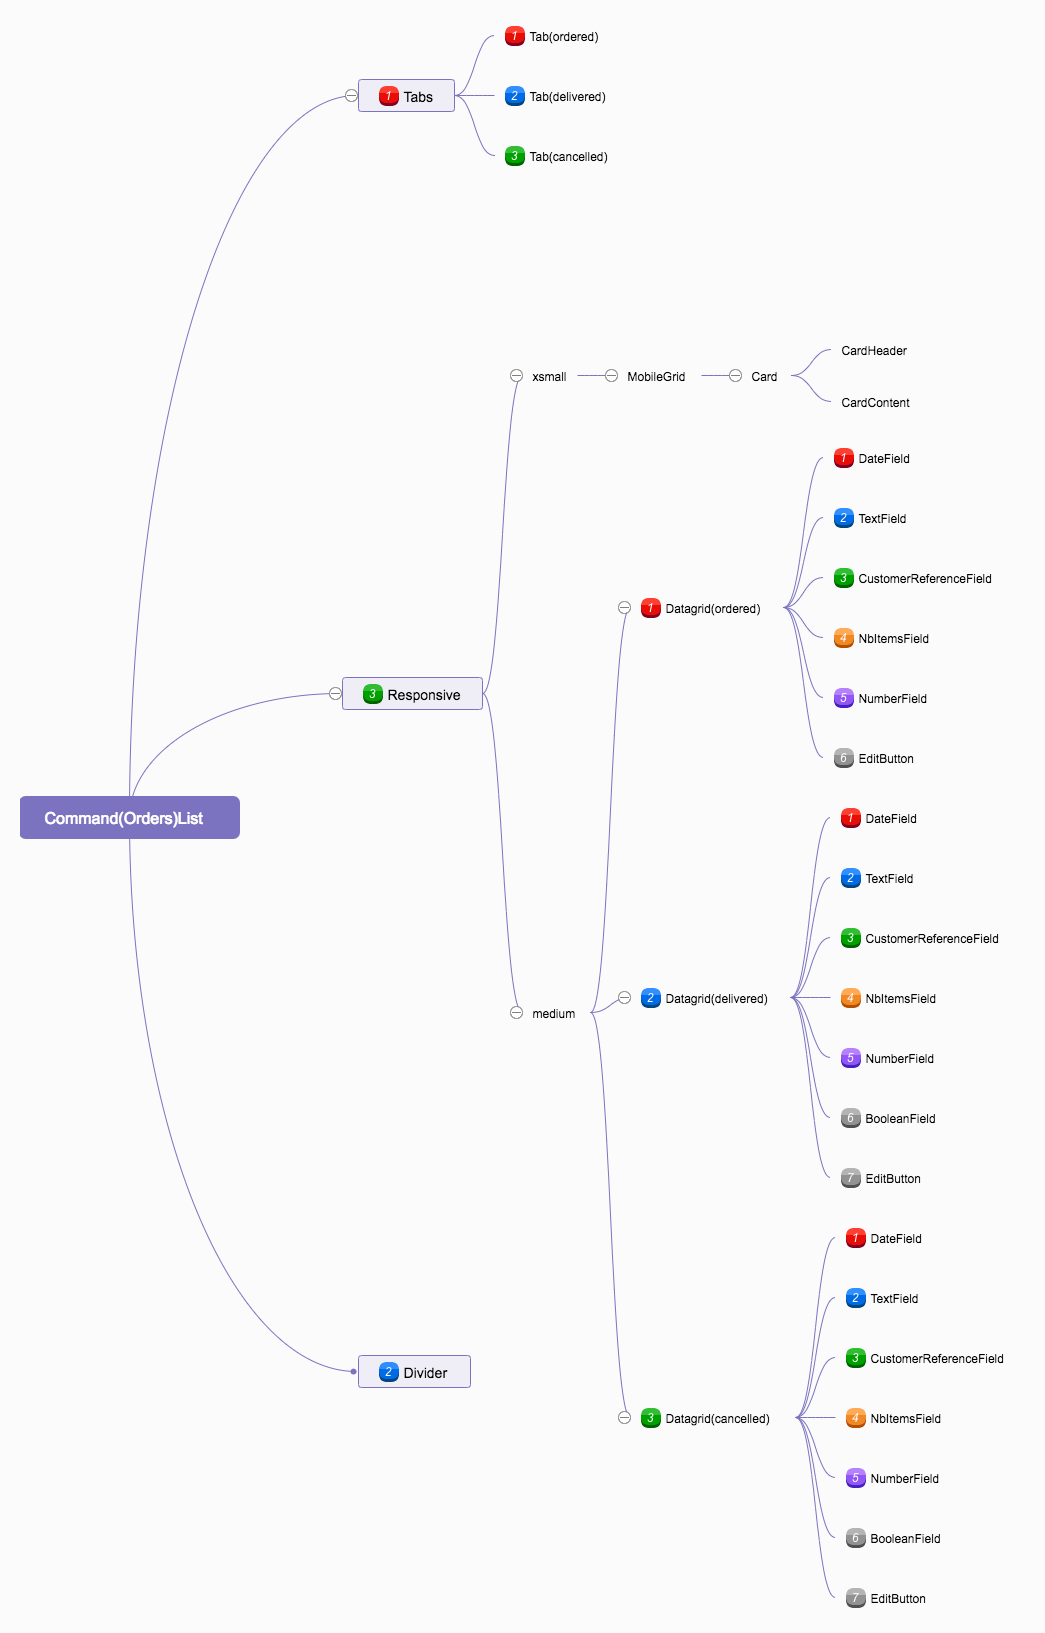 1 Tab(ordered)
1 Tabs
2 Tab(delivered)
3 Tab(cancelled)
CardHeader
xsmall
MobileGrid
Card
CardContent
1 DateField
2 TextField
3 CustomerReferenceField
1 Datagrid(ordered)
4 NbItemsField
3 Responsive
5 NumberField
6 EditButton
Command(Orders)List
1 DateField
2 TextField
3 CustomerReferenceField
2 Datagrid(delivered)
4 NbItemsField
medium
5 NumberField
6 BooleanField
7 EditButton
1 DateField
2 TextField
3 CustomerReferenceField
2 Divider
3 Datagrid(cancelled)
4 NbItemsField
5 NumberField
6 BooleanField
7 EditButton